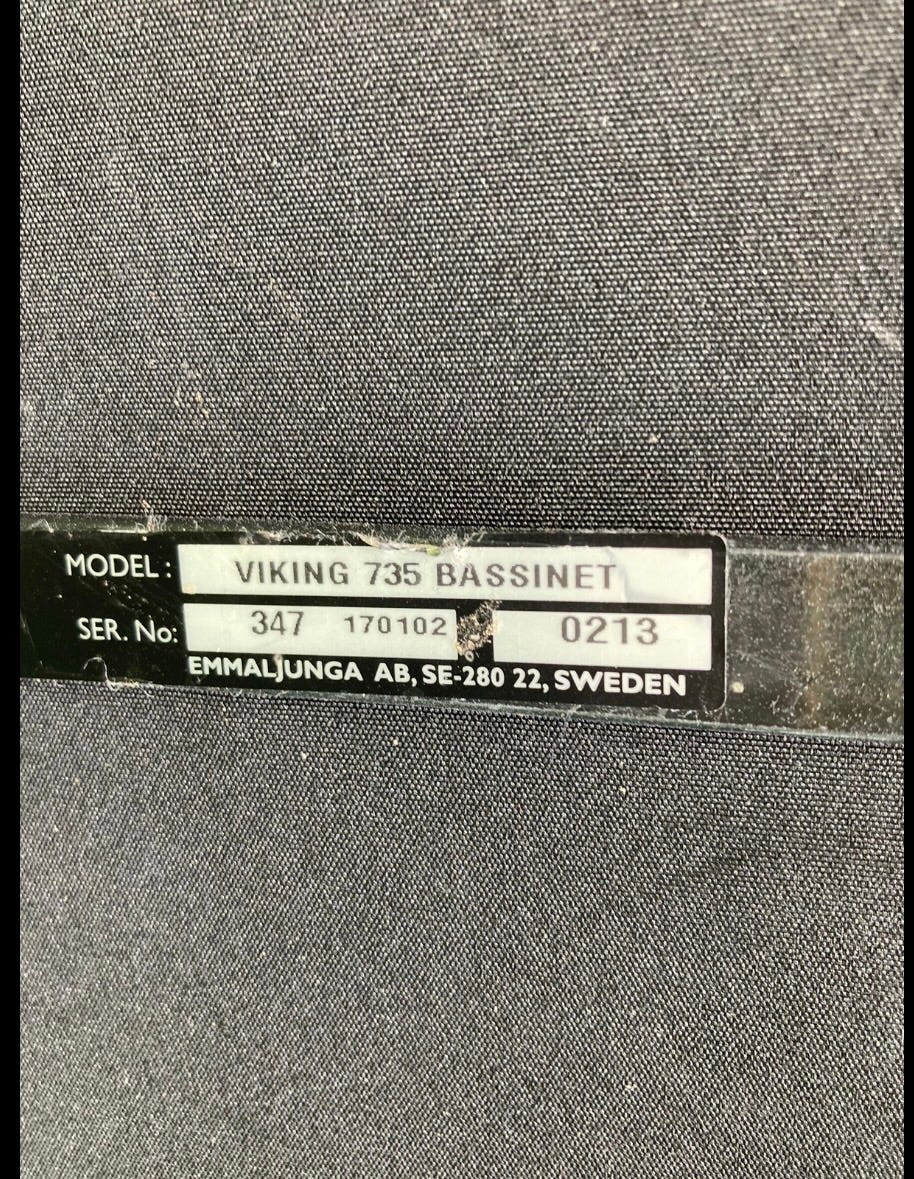 MODEL: VIKING 735 BASSINET
SER. No: 347 170102 0213
EMMALJUNGA AB, SE-280 22, SWEDEN